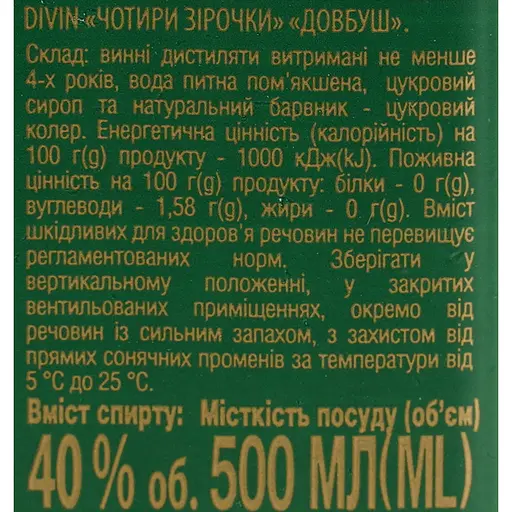 DIVIN «ЧОТИРИ ЗІРОЧКИ» «ДОВБУШ».
Склад: винні дистиляти витримані не менше
4-х років, вода питна пом'якшена, цукровий
сироп та натуральний барвник - цукровий
колер. Енергетична цінність (калорійність) на
100 г(g) продукту - 1000 кДж(kJ). Поживна
цінність на 100 г(g) продукту: білки - 0 г(g),
вуглеводи - 1,58 г(g), жири - 0 г(g). Вміст
шкідливих для здоров'я речовин не перевищує
регламентованих норм. Зберігати у
вертикальному положенні, у закритих
вентильованих приміщеннях, окремо від
речовин із сильним запахом, з захистом від
прямих сонячних променів за температури від
5 °C до 25 °C.
Вміст спирту: Місткість посуду (об'єм)
40 % об. 500 МЛ(ML)